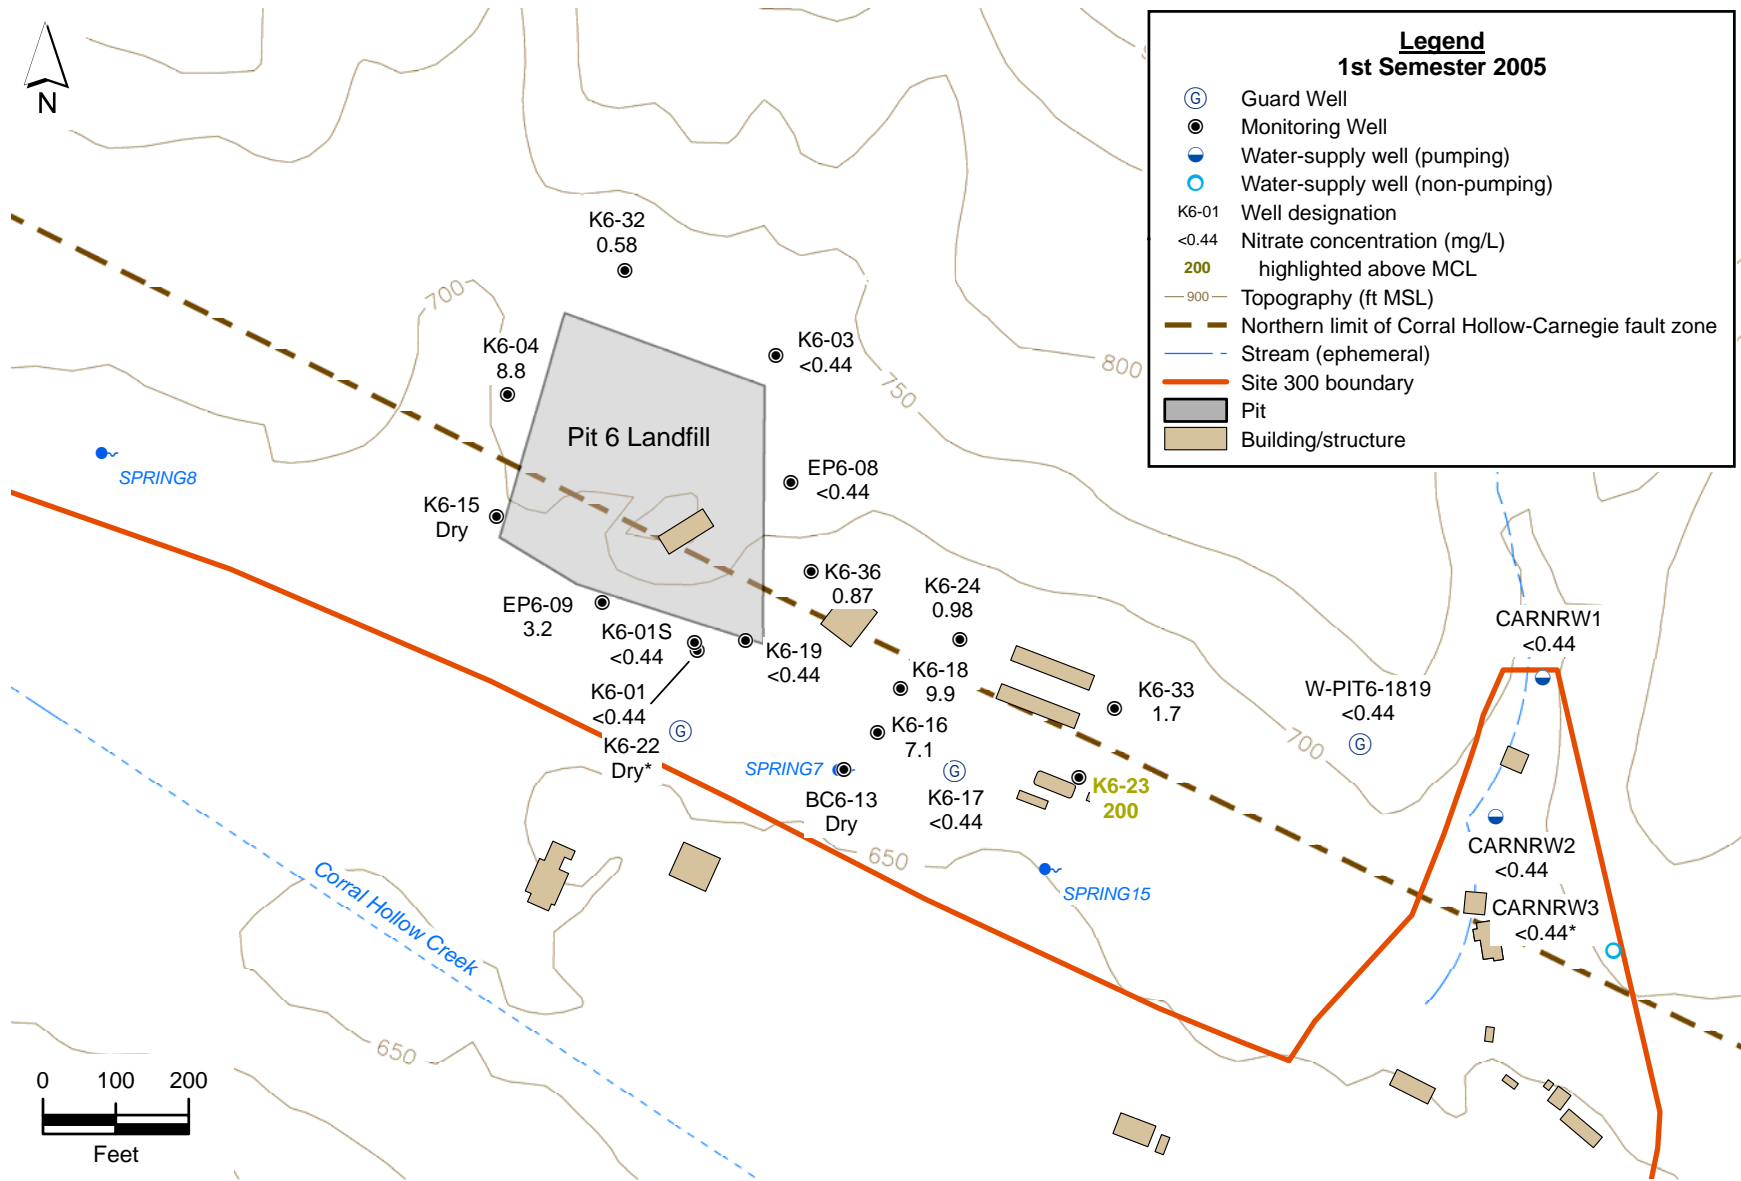 N
Legend
1st Semester 2005
G Guard Well
Monitoring Well
Water-supply well (pumping)
Water-supply well (non-pumping)
K6-01 Well designation
<0.44 Nitrate concentration (mg/L)
200 highlighted above MCL
900 Topography (ft MSL)
Northern limit of Corral Hollow-Carnegie fault zone
Stream (ephemeral)
Site 300 boundary
Pit
Building/structure
K6-32
0.58
700
K6-04
8.8
K6-03
<0.44
800
750
Pit 6 Landfill
SPRING8
EP6-08
<0.44
K6-15
Dry
K6-36
0.87
K6-24
0.98
EP6-09
3.2
K6-01S
<0.44
K6-19
<0.44
CARNRW1
<0.44
K6-18
9.9
K6-01
<0.44
K6-33
1.7
W-PIT6-1819
<0.44
G
K6-22
Dry*
G
K6-16
7.1
700
SPRING7
G
K6-23
200
BC6-13
Dry
K6-17
<0.44
650
CARNRW2
<0.44
SPRING15
CARNRW3
<0.44*
Corral Hollow Creek
650
0 100 200
Feet